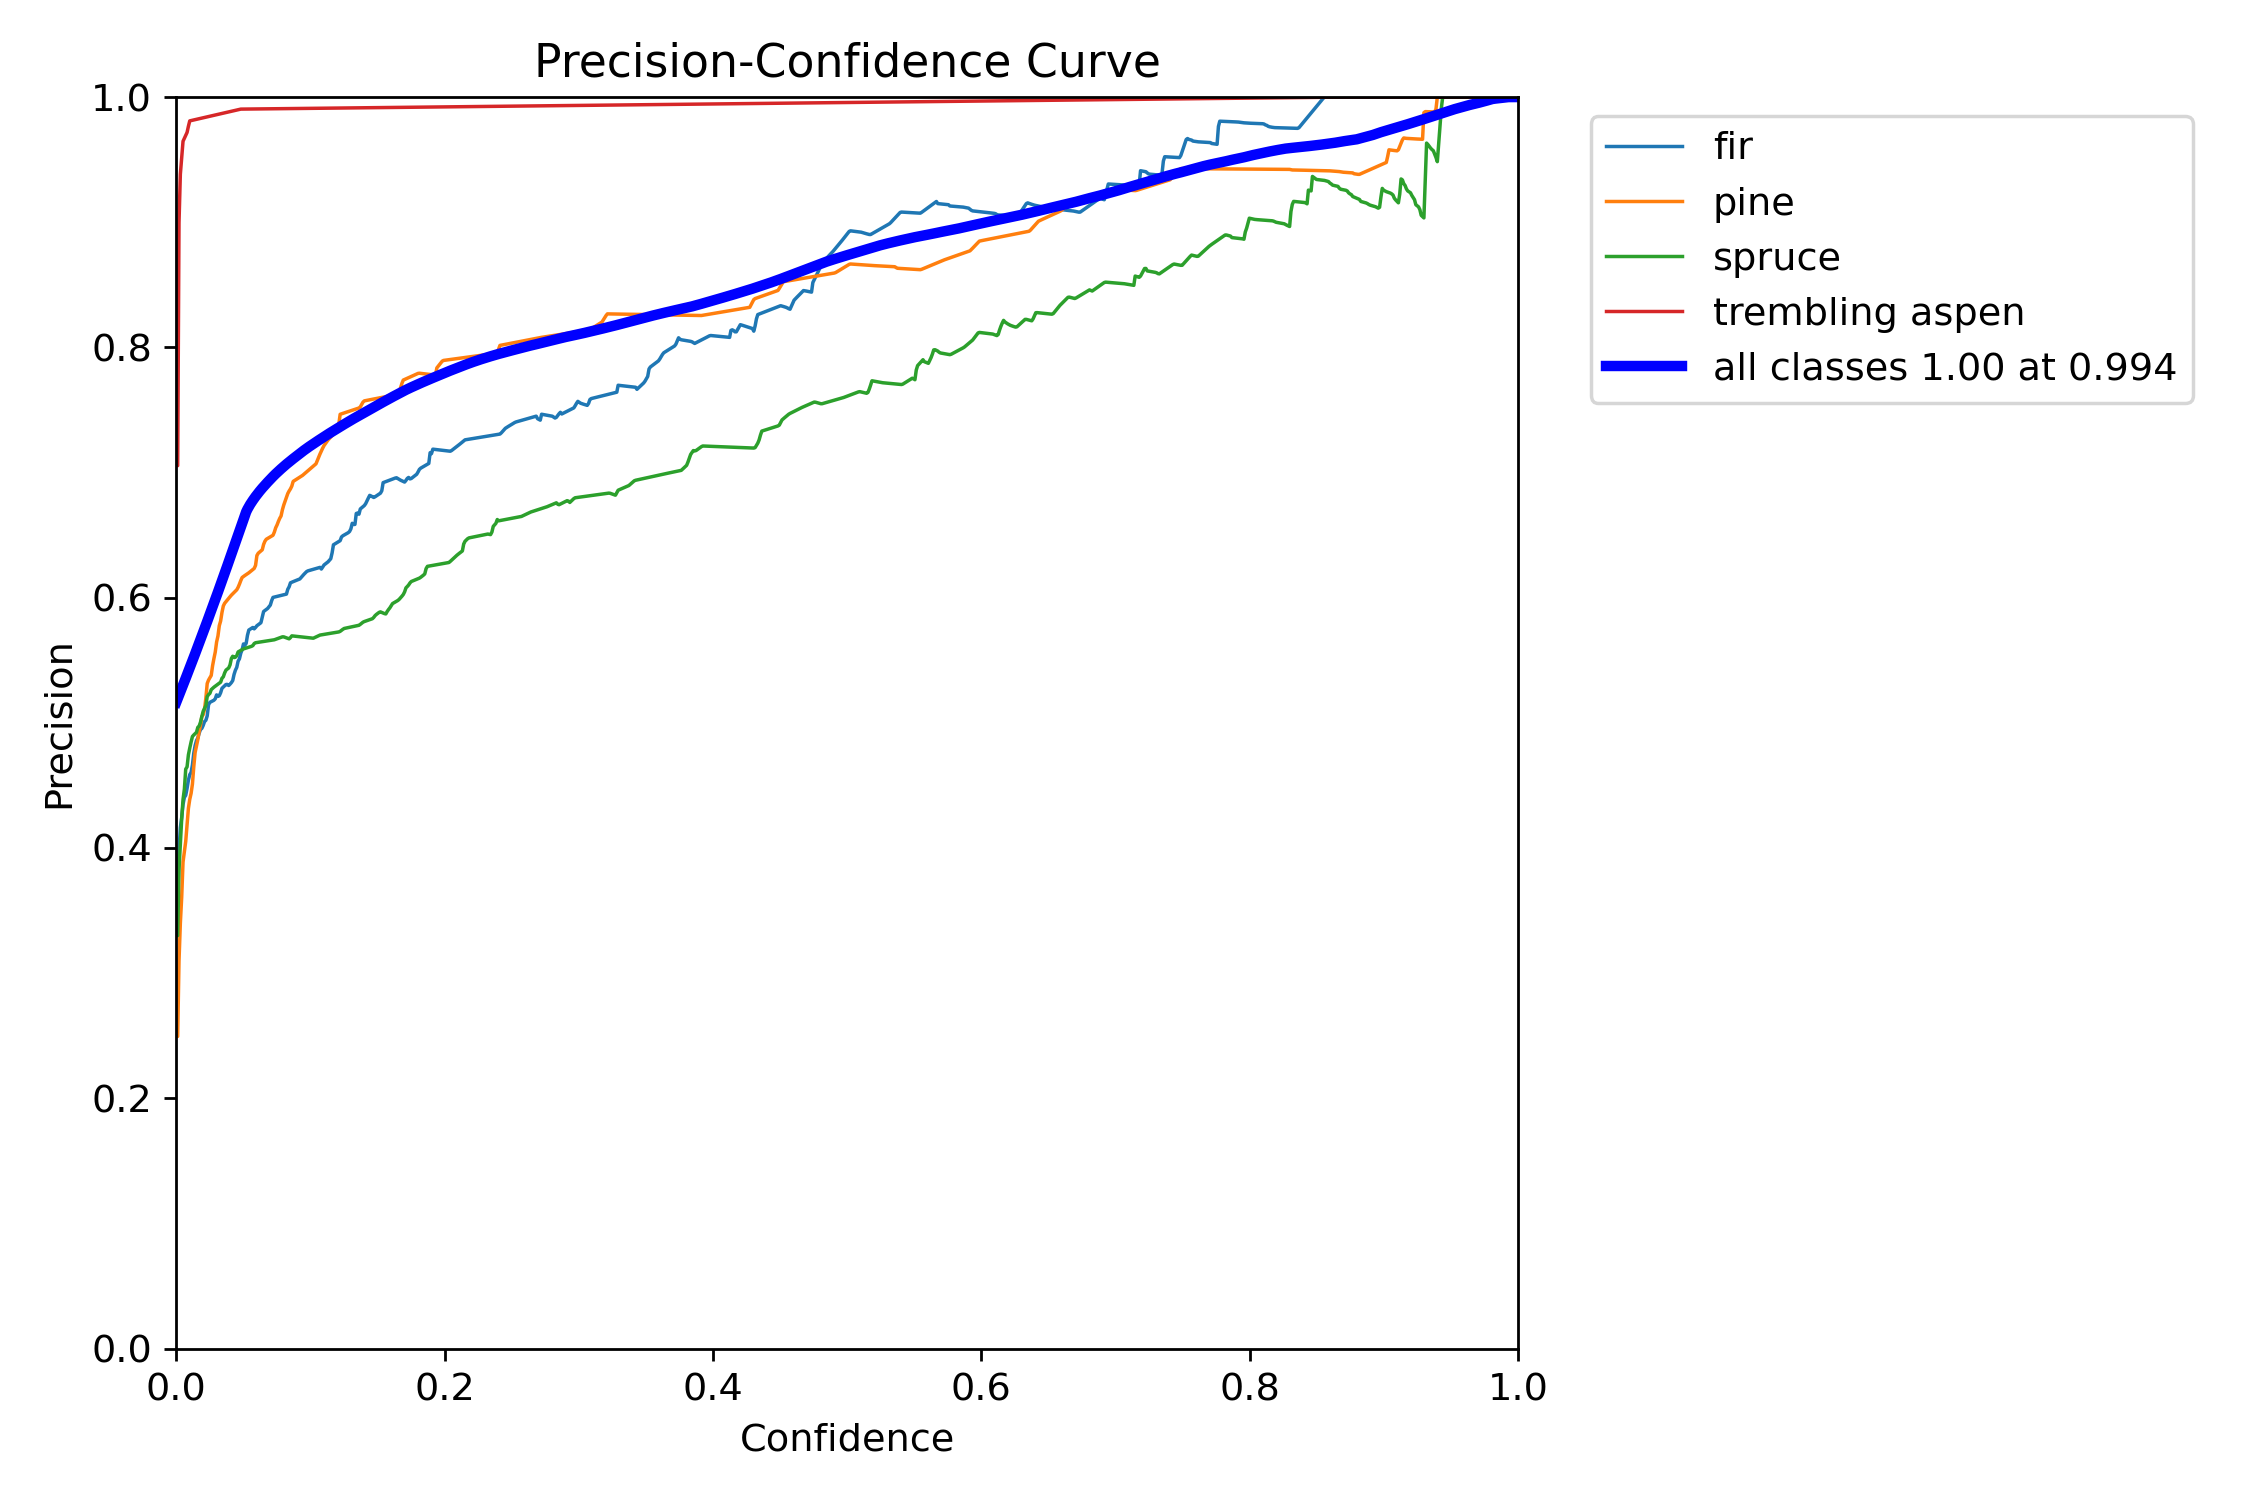 Precision-Confidence Curve
1.0
0.8
0.6
0.4
0.2
0.0
Precision
0.0 0.2 0.4 0.6 0.8 1.0
Confidence
fir
pine
spruce
trembling aspen
all classes 1.00 at 0.994